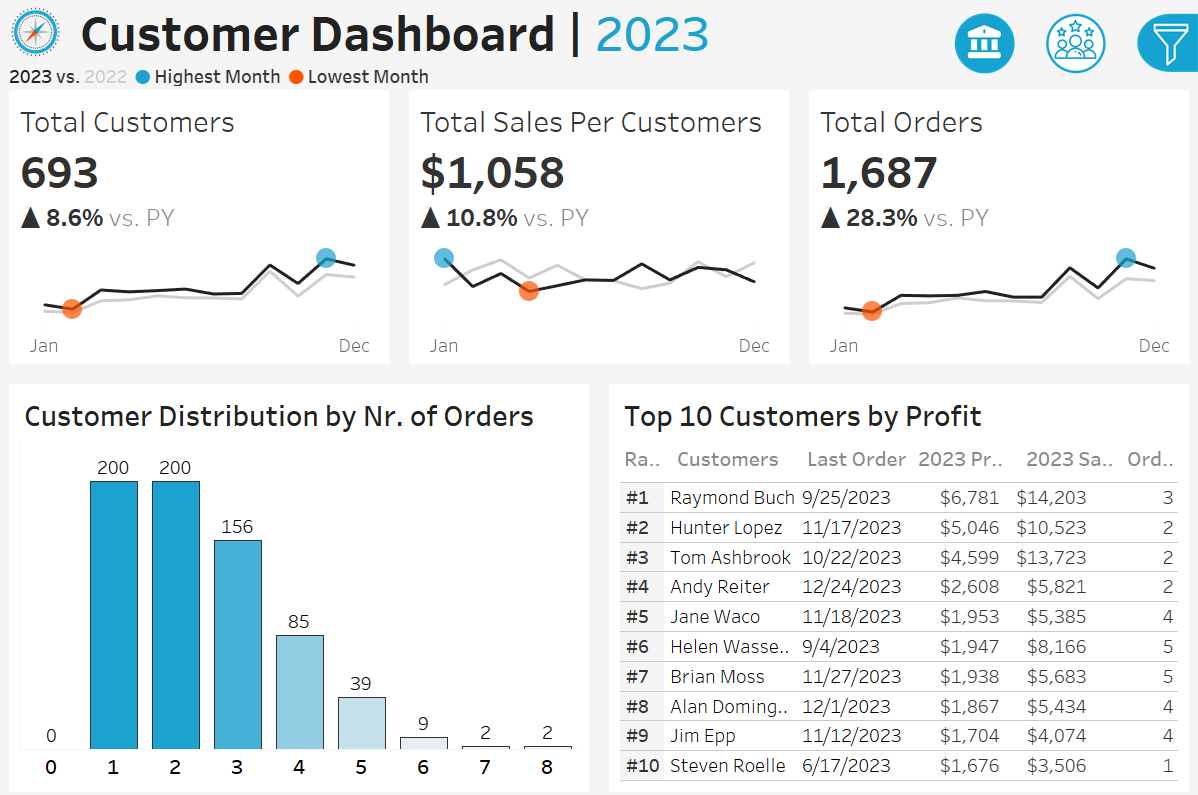 Customer Dashboard | 2023
2023 vs. 2022 Highest Month Lowest Month
Total Customers
693
▲ 8.6% vs. PY
Jan Dec
Total Sales Per Customers
$1,058
▲ 10.8% vs. PY
Jan Dec
Total Orders
1,687
▲ 28.3% vs. PY
Jan Dec
Customer Distribution by Nr. of Orders
0 200 200 156 85 39 9 2 2
0 1 2 3 4 5 6 7 8
Top 10 Customers by Profit
Ra.. Customers Last Order 2023 Pr.. 2023 Sa.. Ord..
#1 Raymond Buch 9/25/2023 $6,781 $14,203 3
#2 Hunter Lopez 11/17/2023 $5,046 $10,523 2
#3 Tom Ashbrook 10/22/2023 $4,599 $13,723 2
#4 Andy Reiter 12/24/2023 $2,608 $5,821 2
#5 Jane Waco 11/18/2023 $1,953 $5,385 4
#6 Helen Wasse.. 9/4/2023 $1,947 $8,166 5
#7 Brian Moss 11/27/2023 $1,938 $5,683 5
#8 Alan Doming.. 12/1/2023 $1,867 $5,434 4
#9 Jim Epp 11/12/2023 $1,704 $4,074 4
#10 Steven Roelle 6/17/2023 $1,676 $3,506 1